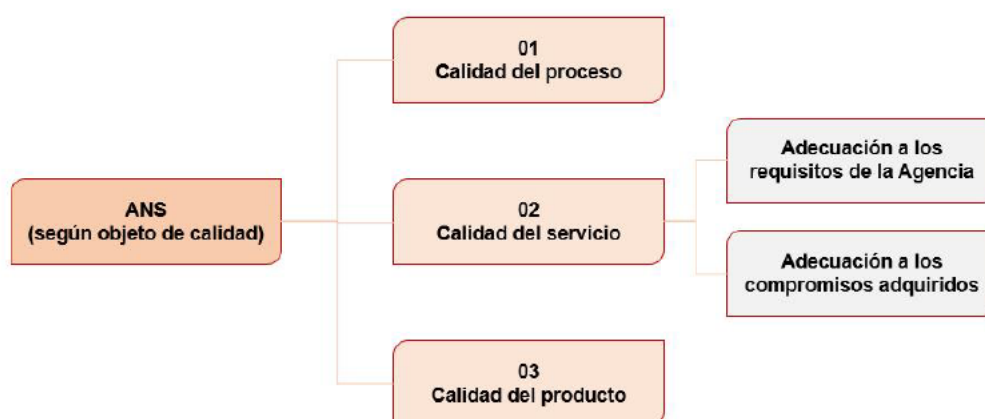 01
Calidad del proceso
ANS
(según objeto de calidad)
02
Calidad del servicio
Adecuación a los
requisitos de la Agencia
Adecuación a los
compromisos adquiridos
03
Calidad del producto